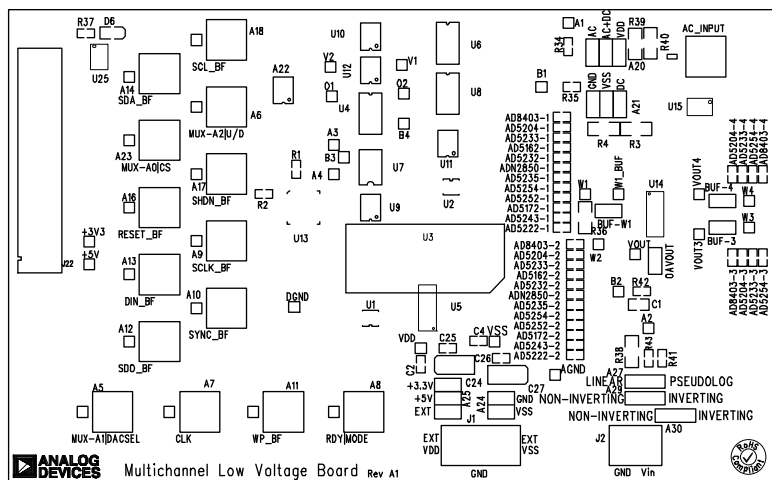 R37
D6
A18
U10
U6
A1
AC
AC+DC
VDD
R39
R40
AC_INPUT
R34
A20
U25
SCL_BF
V2
U12
V1
A14
SDA_BF
A22
O1
O2
U8
B1
R35
GND
VSS
DC
A21
U15
A6
MUX-A2|U/D
U4
B4
R4
R3
A23
MUX-A0|CS
A3
B3
A4
R1
U7
U11
AD8403-1
AD5204-1
AD5233-1
AD5162-1
AD5232-1
ADN2850-1
AD5235-1
AD5254-1
AD5252-1
AD5172-1
AD5243-1
AD5222-1
AD5204-4
AD5233-4
AD5254-4
AD8403-4
A17
SHDN_BF
R2
U2
U9
W1
W1_BUF
U14
VOUT4
BUF-4
W4
A16
RESET_BF
BUF-W1
R36
W2
W3
BUF-3
VOUT3
+3V3
+5V
J22
A9
SCLK_BF
U13
U3
AD8403-2
AD5204-2
AD5233-2
AD5162-2
AD5232-2
ADN2850-2
AD5235-2
AD5254-2
AD5252-2
AD5172-2
AD5243-2
AD5222-2
VOUT
OAVOUT
AD8403-3
AD5204-3
AD5233-3
AD5254-3
A13
DIN_BF
A10
SYNC_BF
DGND
U1
U5
B2
R42
C1
A2
A12
SDO_BF
VDD
C25
C4
VSS
C2
C26
R38
R43
R41
C24
C27
AGND
A27
LINEAR
PSEUDOLOG
A5
A7
A11
A8
+3.3V
+5V
EXT
A25
A24
GND
VSS
A29
NON-INVERTING
INVERTING
NON-INVERTING
INVERTING
A30
MUX-A1|DACSEL
CLK
WP_BF
RDY|MODE
J1
EXT
VDD
EXT
VSS
GND
J2
GND Vin
ANALOG
DEVICES
Multichannel Low Voltage Board Rev A1
RoHS
Compliant